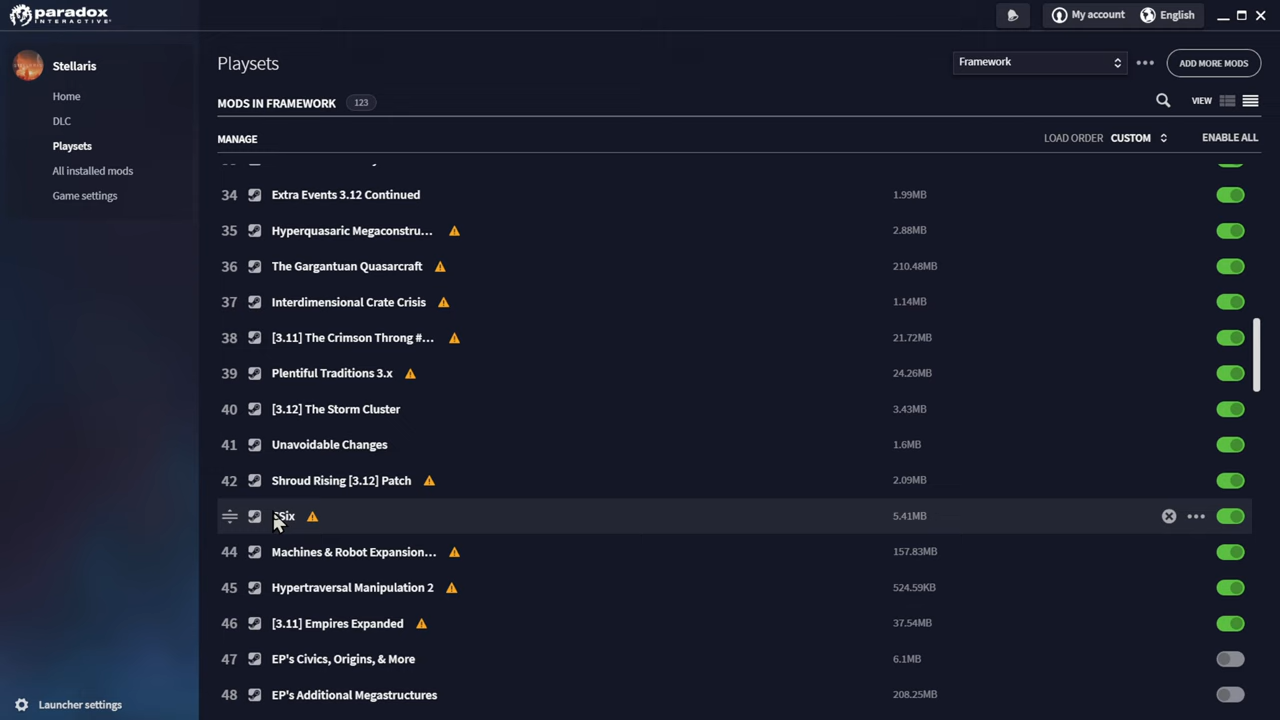 paradox
INTERACTIVE
My account
English
Stellaris
Home
DLC
Playsets
All installed mods
Game settings
Launcher settings
Playsets
Framework
ADD MORE MODS
MODS IN FRAMEWORK 123
VIEW
MANAGE
LOAD ORDER CUSTOM
ENABLE ALL
34 Extra Events 3.12 Continued 1.99MB
35 Hyperquasaric Megaconstru... 2.88MB
36 The Gargantuan Quasarcraft 210.48MB
37 Interdimensional Crate Crisis 1.14MB
38 [3.11] The Crimson Throng #... 21.72MB
39 Plentiful Traditions 3.x 24.26MB
40 [3.12] The Storm Cluster 3.43MB
41 Unavoidable Changes 1.6MB
42 Shroud Rising [3.12] Patch 2.09MB
5.41MB
44 Machines & Robot Expansion... 157.83MB
45 Hypertraversal Manipulation 2 524.59KB
46 [3.11] Empires Expanded 37.54MB
47 EP's Civics, Origins, & More 6.1MB
48 EP's Additional Megastructures 208.25MB